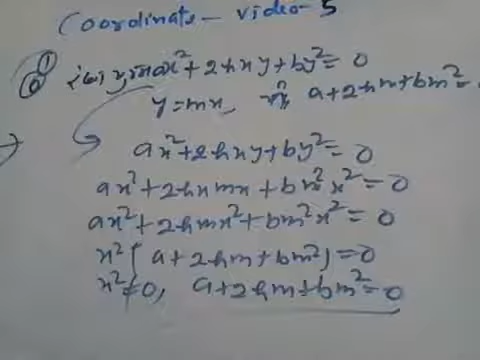 Coordinate - video-5
ax²+2hxy+by²=0
y=mx, a+2hm+bm²=
ax²+2hxy+by²=0
ax²+2hxmx+bm²x²=0
ax²+2hmx²+bm²x²=0
x²(a+2hm+bm²)=0
x²≠0, a+2hm+bm²=0